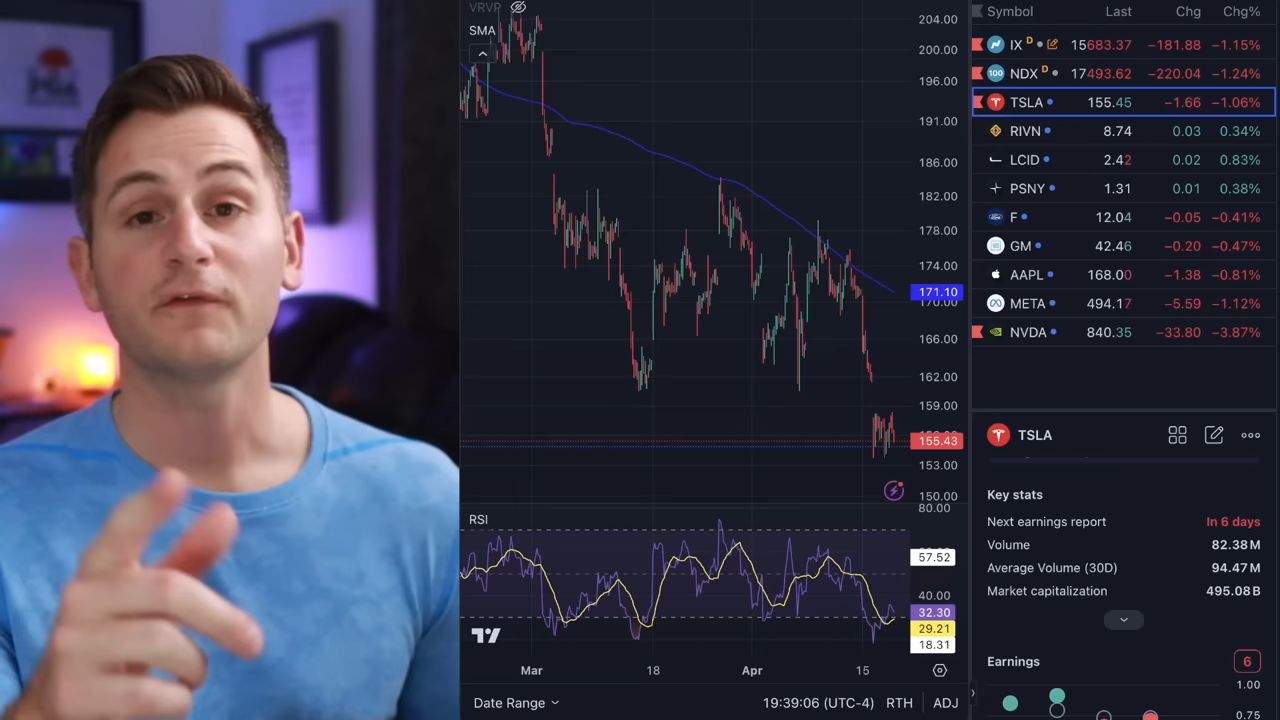 VRVP
SMA
204.00
200.00
196.00
191.00
186.00
182.00
178.00
174.00
171.10
170.00
166.00
162.00
159.00
155.43
153.00
150.00
80.00
RSI
57.52
40.00
32.30
29.21
18.31
Mar 18 Apr 15
Date Range 19:39:06 (UTC-4) RTH ADJ
Symbol Last Chg Chg%
IX D 15683.37 −181.88 −1.15%
100 NDX D 17493.62 −220.04 −1.24%
TSLA 155.45 −1.66 −1.06%
RIVN 8.74 0.03 0.34%
LCID 2.42 0.02 0.83%
PSNY 1.31 0.01 0.38%
F 12.04 −0.05 −0.41%
GM 42.46 −0.20 −0.47%
AAPL 168.00 −1.38 −0.81%
META 494.17 −5.59 −1.12%
NVDA 840.35 −33.80 −3.87%
TSLA
Key stats
Next earnings report In 6 days
Volume 82.38M
Average Volume (30D) 94.47M
Market capitalization 495.08B
Earnings 6
1.00
0.75